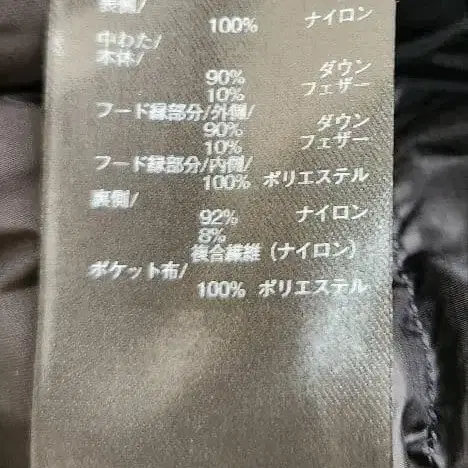 表側/
100% ナイロン
中わた/
本体/
90% ダウン
10% フェザー
フード縁部分/外側/
90% ダウン
10% フェザー
フード縁部分/内側/
100% ポリエステル
裏側/
92% ナイロン
8%
複合繊維(ナイロン)
ポケット布/
100% ポリエステル